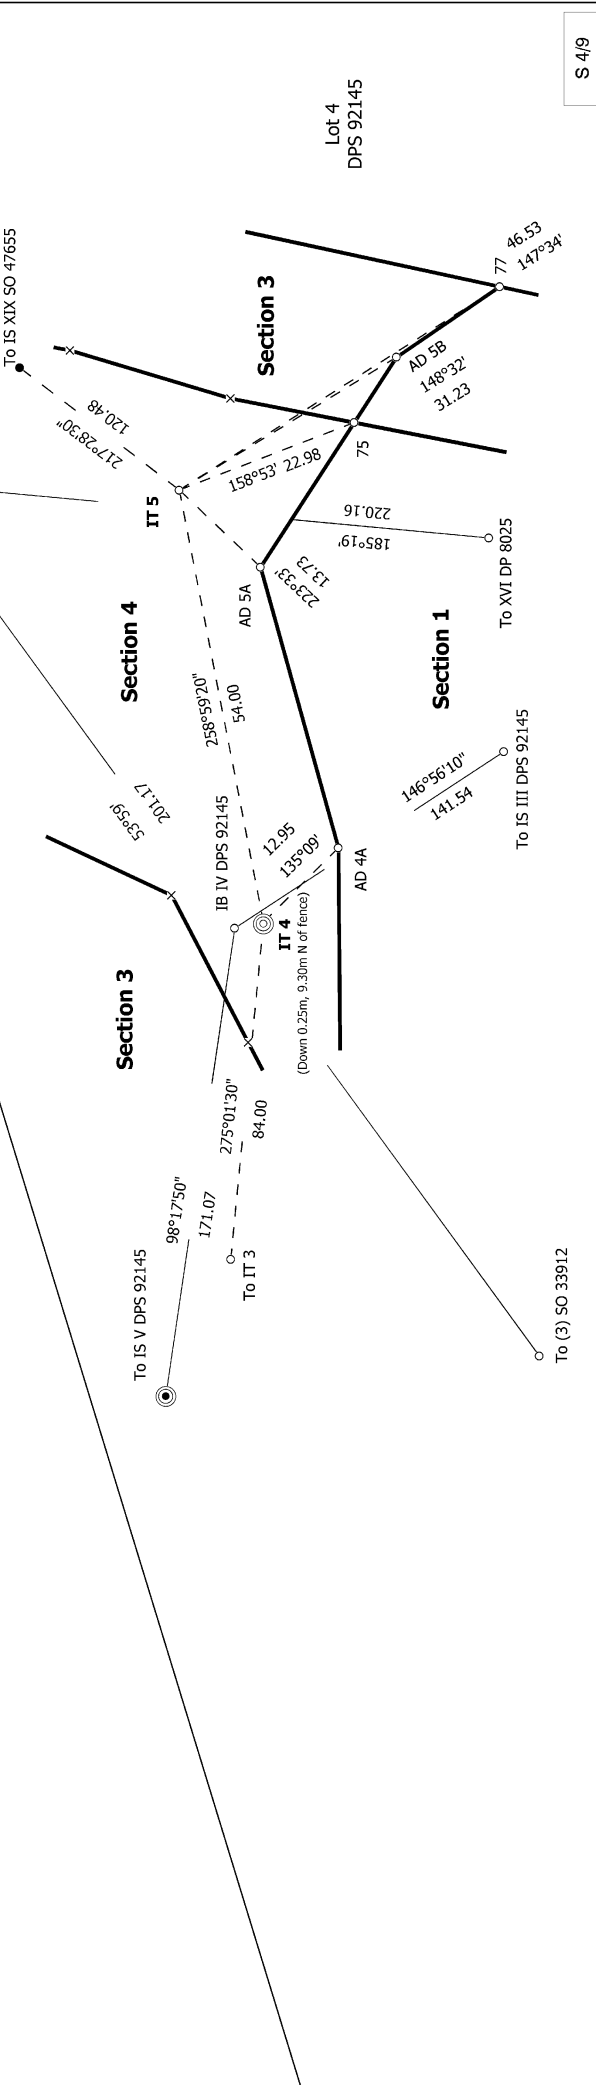 S 4/9
Lot 4
DPS 92145
To IS XIX SO 47655
46.53
147°34'
77
Section 3
AD 5B
148°32'
31.23
120.48
217°28'30"
158°53' 22.98
75
IT 5
220.16
185°19'
To XVI DP 8025
223°33'
13.73
AD 5A
Section 4
258°59'20"
54.00
Section 1
146°56'10"
141.54
To IS III DPS 92145
201.17
53°59'
IB IV DPS 92145
12.95
135°09'
AD 4A
IT 4
(Down 0.25m, 9.30m N of fence)
Section 3
275°01'30"
84.00
98°17'50"
171.07
To IT 3
To IS V DPS 92145
To (3) SO 33912